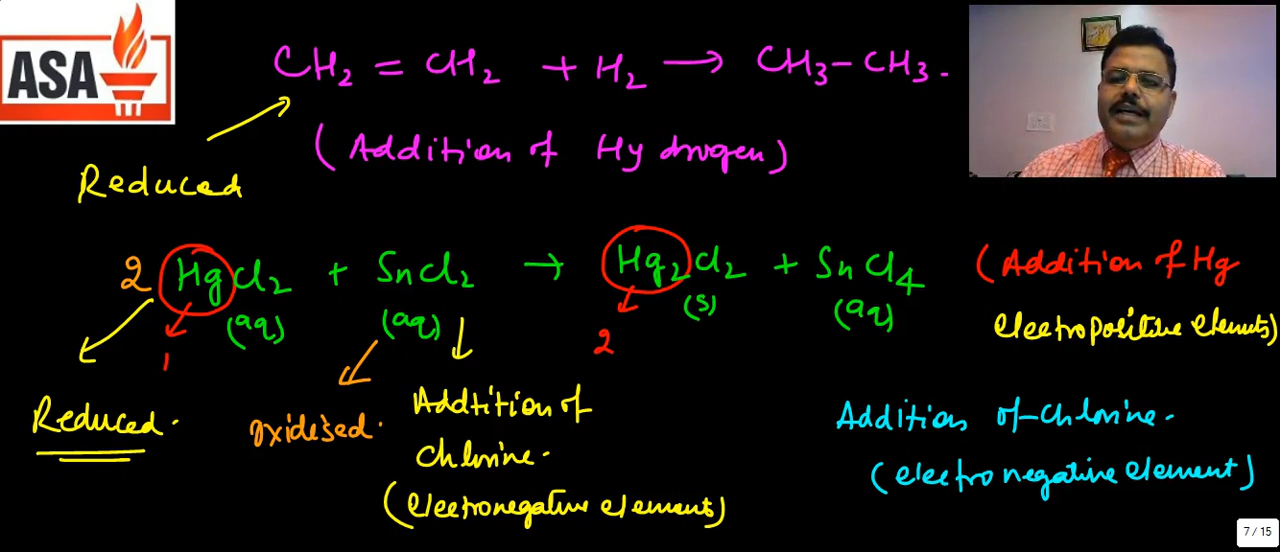 ASA
CH2 = CH2 + H2 → CH3 - CH3.
(Addition of Hydrogen)
Reduced
2 HgCl2 + SnCl2 → Hg2Cl2 + SnCl4 (Addition of Hg
(aq) (aq) (s) (aq) electropositive elements)
1 2
Reduced. oxidised. Addtition of
chlorine.
(electronegative elements)
Addition of Chlorine.
(electronegative element)
7 / 15